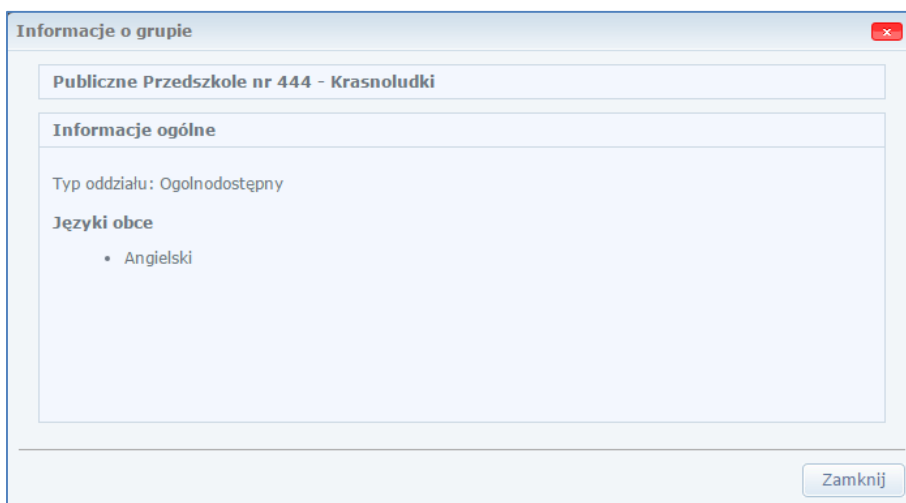 Informacje o grupie
Publiczne Przedszkole nr 444 - Krasnoludki
Informacje ogólne
Typ oddziału: Ogolnodostępny
Języki obce
• Angielski
Zamknij